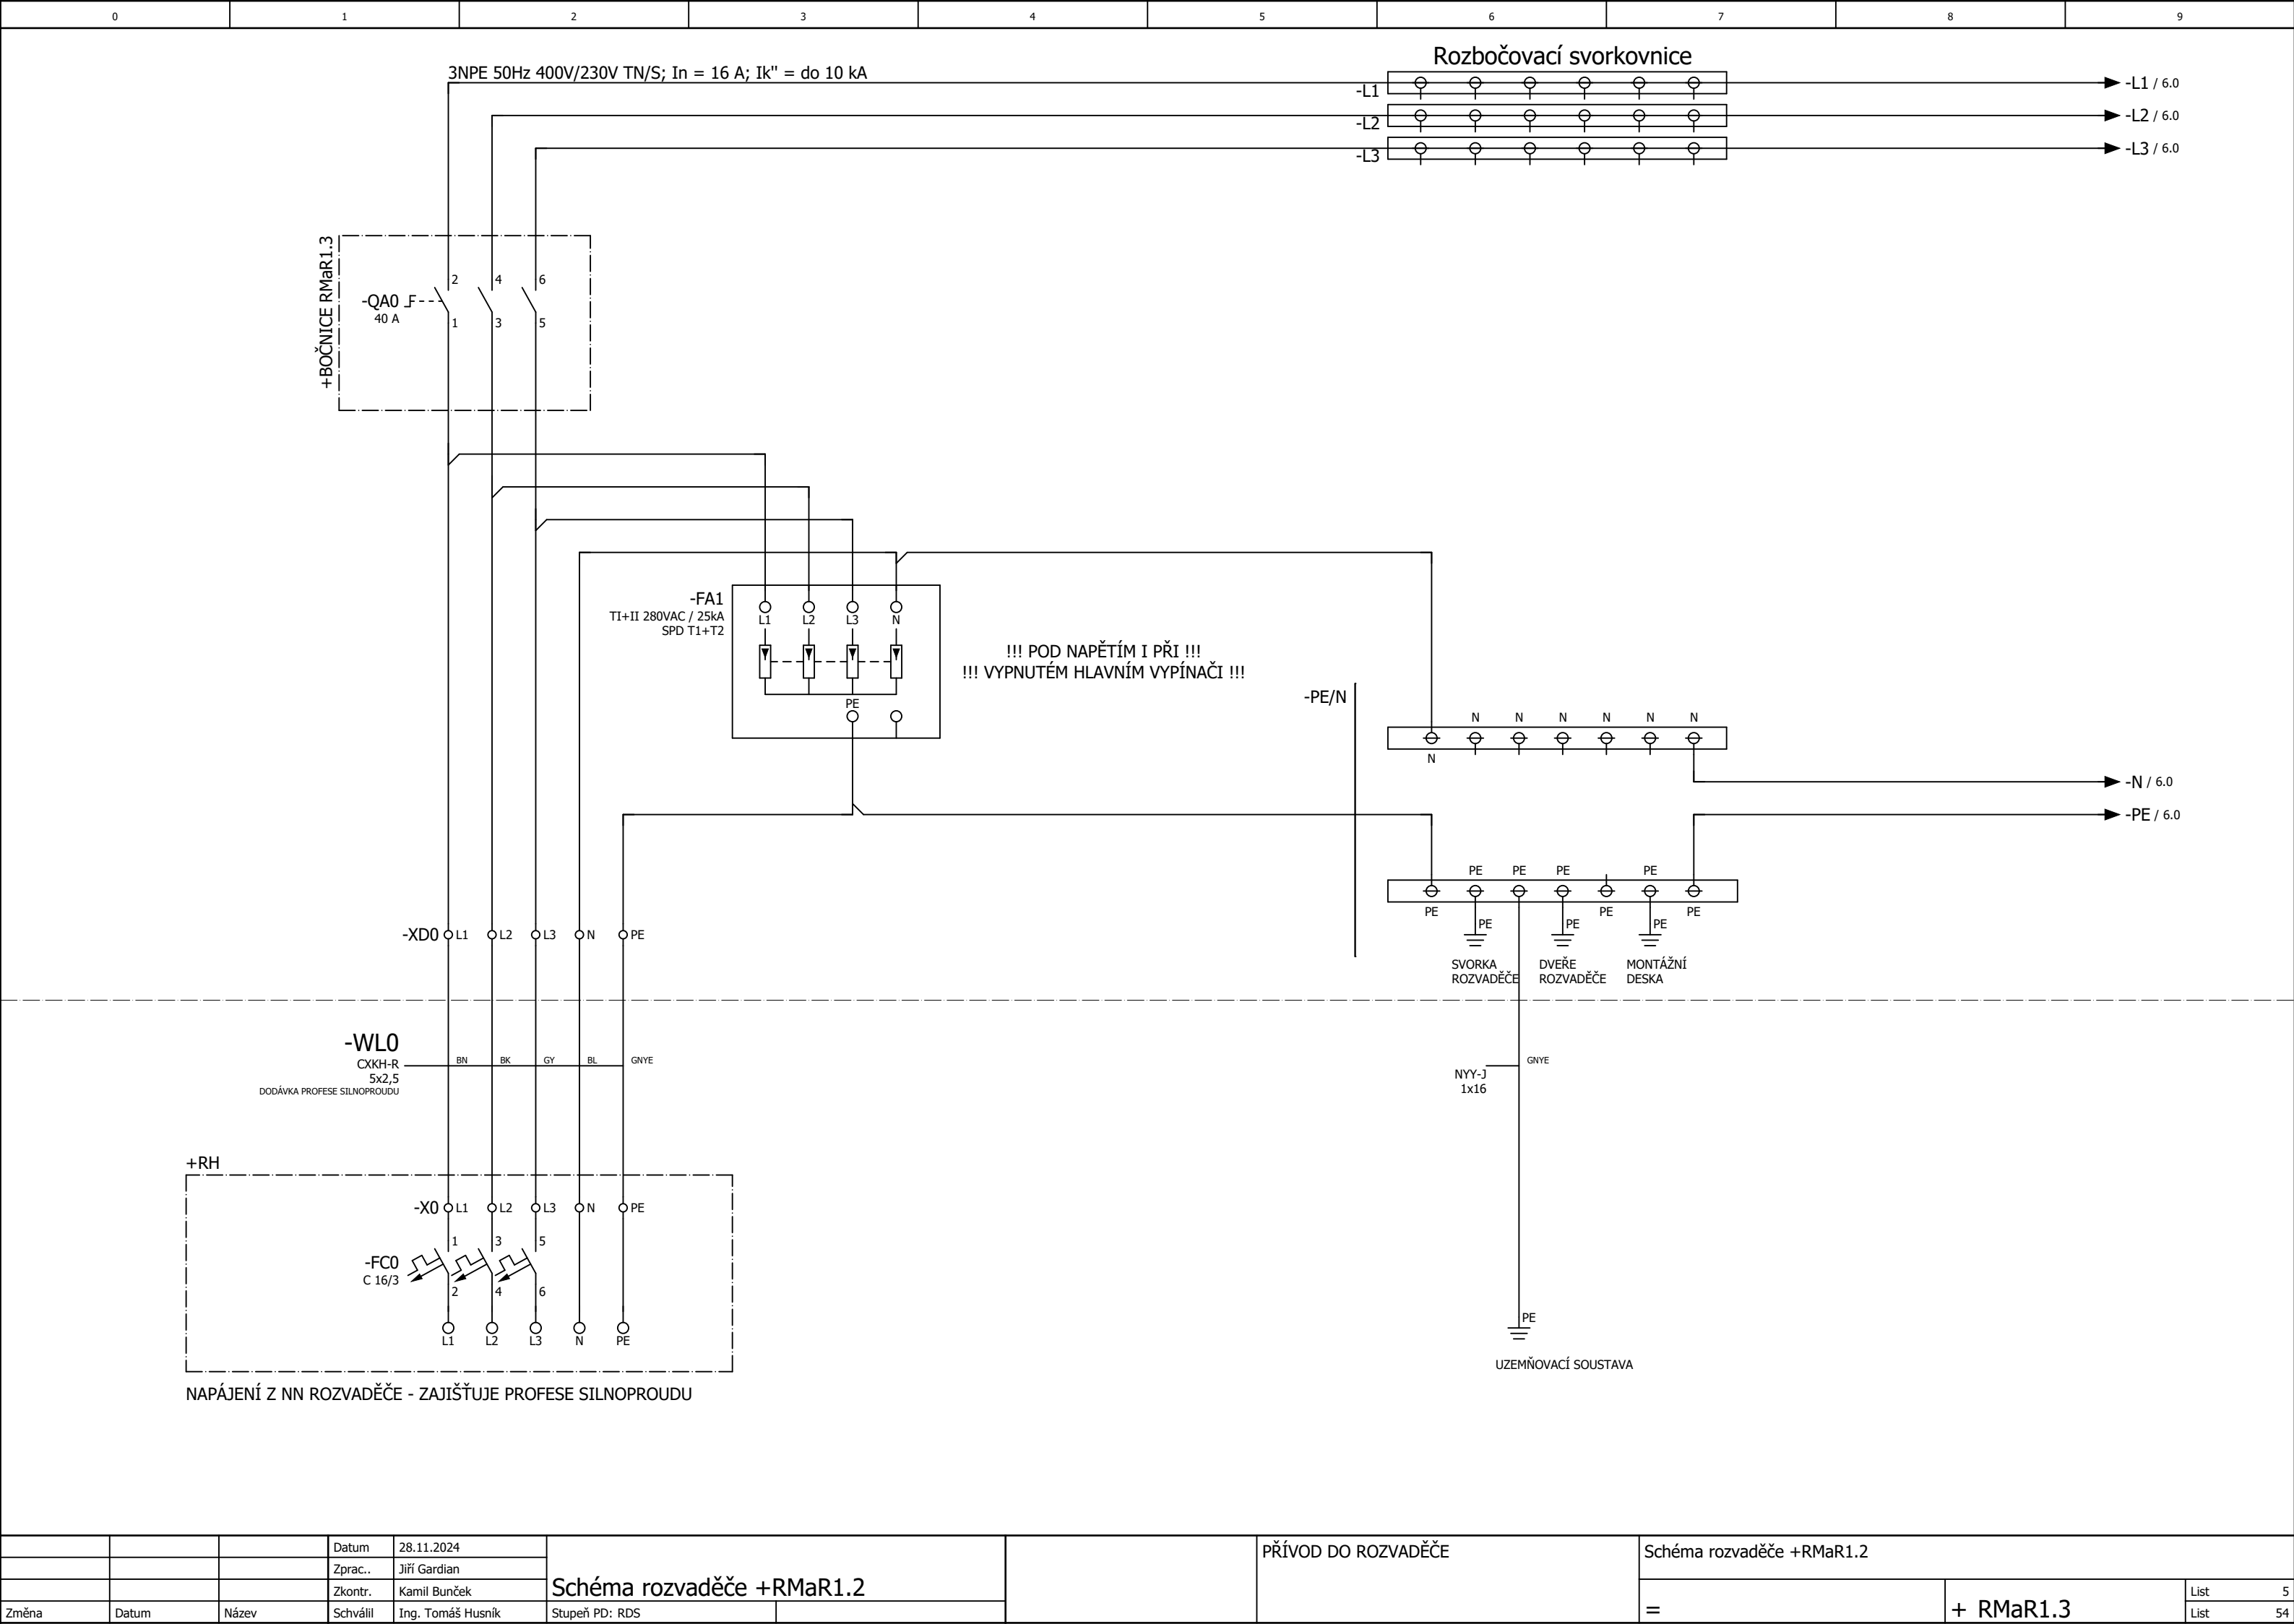 0 1 2 3 4 5 6 7 8 9
Rozbočovací svorkovnice
3NPE 50Hz 400V/230V TN/S; In = 16 A; Ik" = do 10 kA
-L1
-L1 / 6.0
-L2
-L2 / 6.0
-L3
-L3 / 6.0
+BOČNICE RMaR1.3
2 4 6
-QA0
40 A
1 3 5
-FA1
TI+II 280VAC / 25kA
SPD T1+T2
L1 L2 L3 N
PE
!!! POD NAPĚTÍM I PŘI !!!
!!! VYPNUTÉM HLAVNÍM VYPÍNAČI !!!
-PE/N
N N N N N N
N
-N / 6.0
-PE / 6.0
PE PE PE PE
PE PE PE
PE PE PE
SVORKA
ROZVADĚČE
DVEŘE
ROZVADĚČE
MONTÁŽNÍ
DESKA
-XD0 L1 L2 L3 N PE
-WL0
CXKH-R
5x2,5
DODÁVKA PROFESE SILNOPROUDU
BN BK GY BL GNYE
GNYE
NYY-J
1x16
+RH
-X0 L1 L2 L3 N PE
1 3 5
-FC0
C 16/3
2 4 6
L1 L2 L3 N PE
PE
UZEMŇOVACÍ SOUSTAVA
NAPÁJENÍ Z NN ROZVADĚČE - ZAJIŠŤUJE PROFESE SILNOPROUDU
Datum 28.11.2024
Zprac.. Jiří Gardian
Zkontr. Kamil Bunček
Změna Datum Název Schválil Ing. Tomáš Husník
Schéma rozvaděče +RMaR1.2
Stupeň PD: RDS
PŘÍVOD DO ROZVADĚČE
Schéma rozvaděče +RMaR1.2
=
+ RMaR1.3
List 5
List 54